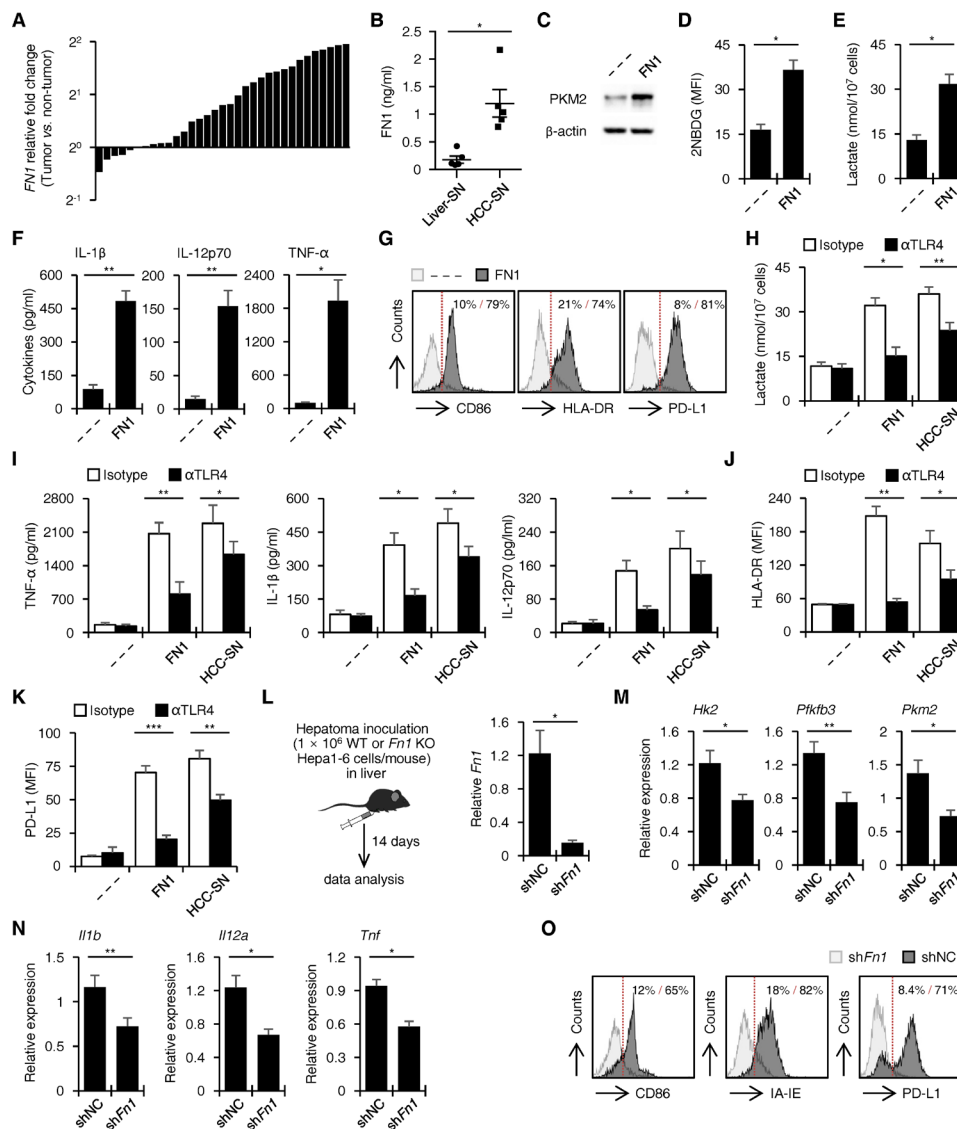 A
FN1 relative fold change
(Tumor vs. non-tumor)
2²
2¹
2⁰
2⁻¹
B
*
FN1 (ng/ml)
2.5
2
1.5
1
0.5
0
Liver-SN
HCC-SN
C
---
FN1
PKM2
β-actin
D
*
2NBDG (MFI)
45
30
15
0
---
FN1
E
*
Lactate (nmol/10⁷ cells)
45
30
15
0
---
FN1
F
Cytokines (pg/ml)
IL-1β
**
600
450
300
150
0
---
FN1
IL-12p70
**
200
150
100
50
0
---
FN1
TNF-α
*
2400
1800
1200
600
0
---
FN1
G
--- FN1
Counts
10% / 79%
CD86
21% / 74%
HLA-DR
8% / 81%
PD-L1
H
Isotype αTLR4
* **
Lactate (nmol/10⁷ cells)
60
45
30
15
0
---
FN1
HCC-SN
I
Isotype αTLR4
** *
TNF-α (pg/ml)
2800
2100
1400
700
0
---
FN1
HCC-SN
* *
IL-1β (pg/ml)
600
450
300
150
0
---
FN1
HCC-SN
* *
IL-12p70 (pg/ml)
320
240
160
80
0
---
FN1
HCC-SN
J
Isotype αTLR4
** *
HLA-DR (MFI)
240
180
120
60
0
---
FN1
HCC-SN
K
Isotype αTLR4
*** **
PD-L1 (MFI)
100
75
50
25
0
---
FN1
HCC-SN
L
Hepatoma inoculation
(1 × 10⁶ WT or Fn1 KO
Hepa1-6 cells/mouse)
in liver
14 days
data analysis
*
Relative Fn1
1.6
1.2
0.8
0.4
0
shNC
shFn1
M
Relative expression
Hk2
*
1.6
1.2
0.8
0.4
0
shNC
shFn1
Pfkfb3
**
1.6
1.2
0.8
0.4
0
shNC
shFn1
Pkm2
*
2
1.5
1
0.5
0
shNC
shFn1
N
Relative expression
Il1b
**
1.6
1.2
0.8
0.4
0
shNC
shFn1
Il12a
*
1.6
1.2
0.8
0.4
0
shNC
shFn1
Tnf
*
1.2
0.9
0.6
0.3
0
shNC
shFn1
O
shFn1 shNC
Counts
12% / 65%
CD86
Counts
18% / 82%
IA-IE
Counts
8.4% / 71%
PD-L1